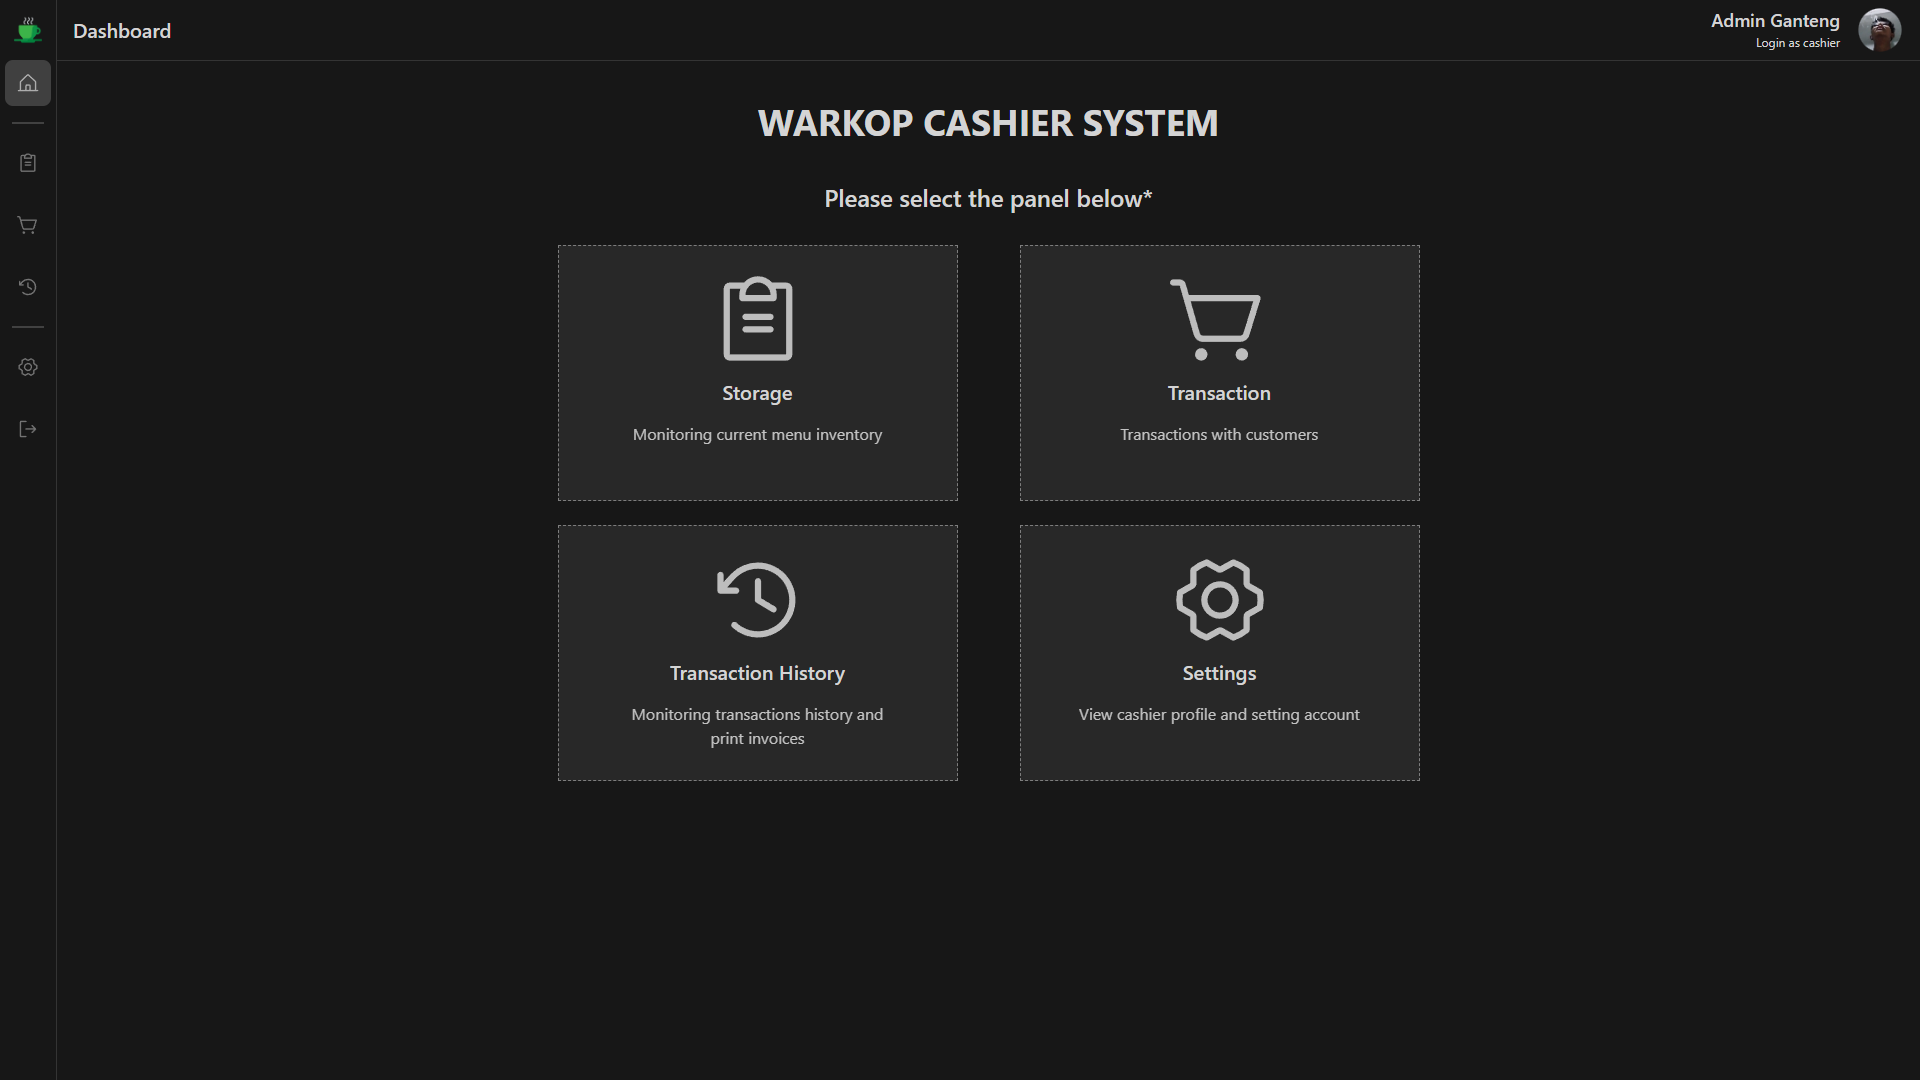 Dashboard
Admin Ganteng
Login as cashier
WARKOP CASHIER SYSTEM
Please select the panel below*
Storage
Monitoring current menu inventory
Transaction
Transactions with customers
Transaction History
Monitoring transactions history and
print invoices
Settings
View cashier profile and setting account